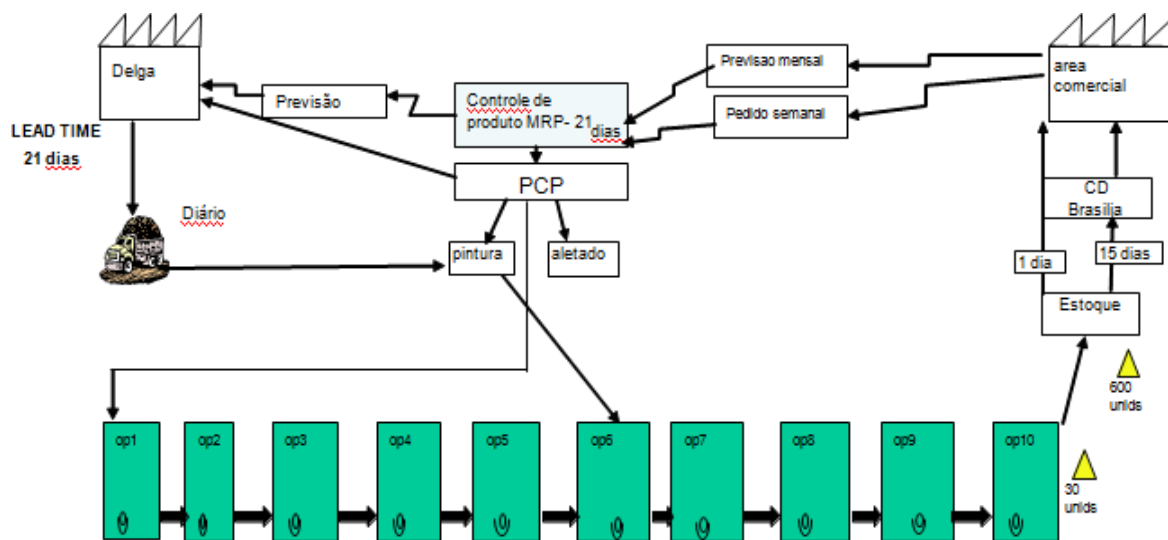 Delga
LEAD TIME
21 dias
Previsão
Controle de
produto MRP- 21
dias
Previsao mensal
Pedido semanal
area
comercial
PCP
CD
Brasilia
Diário
pintura
aletado
1 dia
15 dias
Estoque
600
unids
op1
op2
op3
op4
op5
op6
op7
op8
op9
op10
30
unids